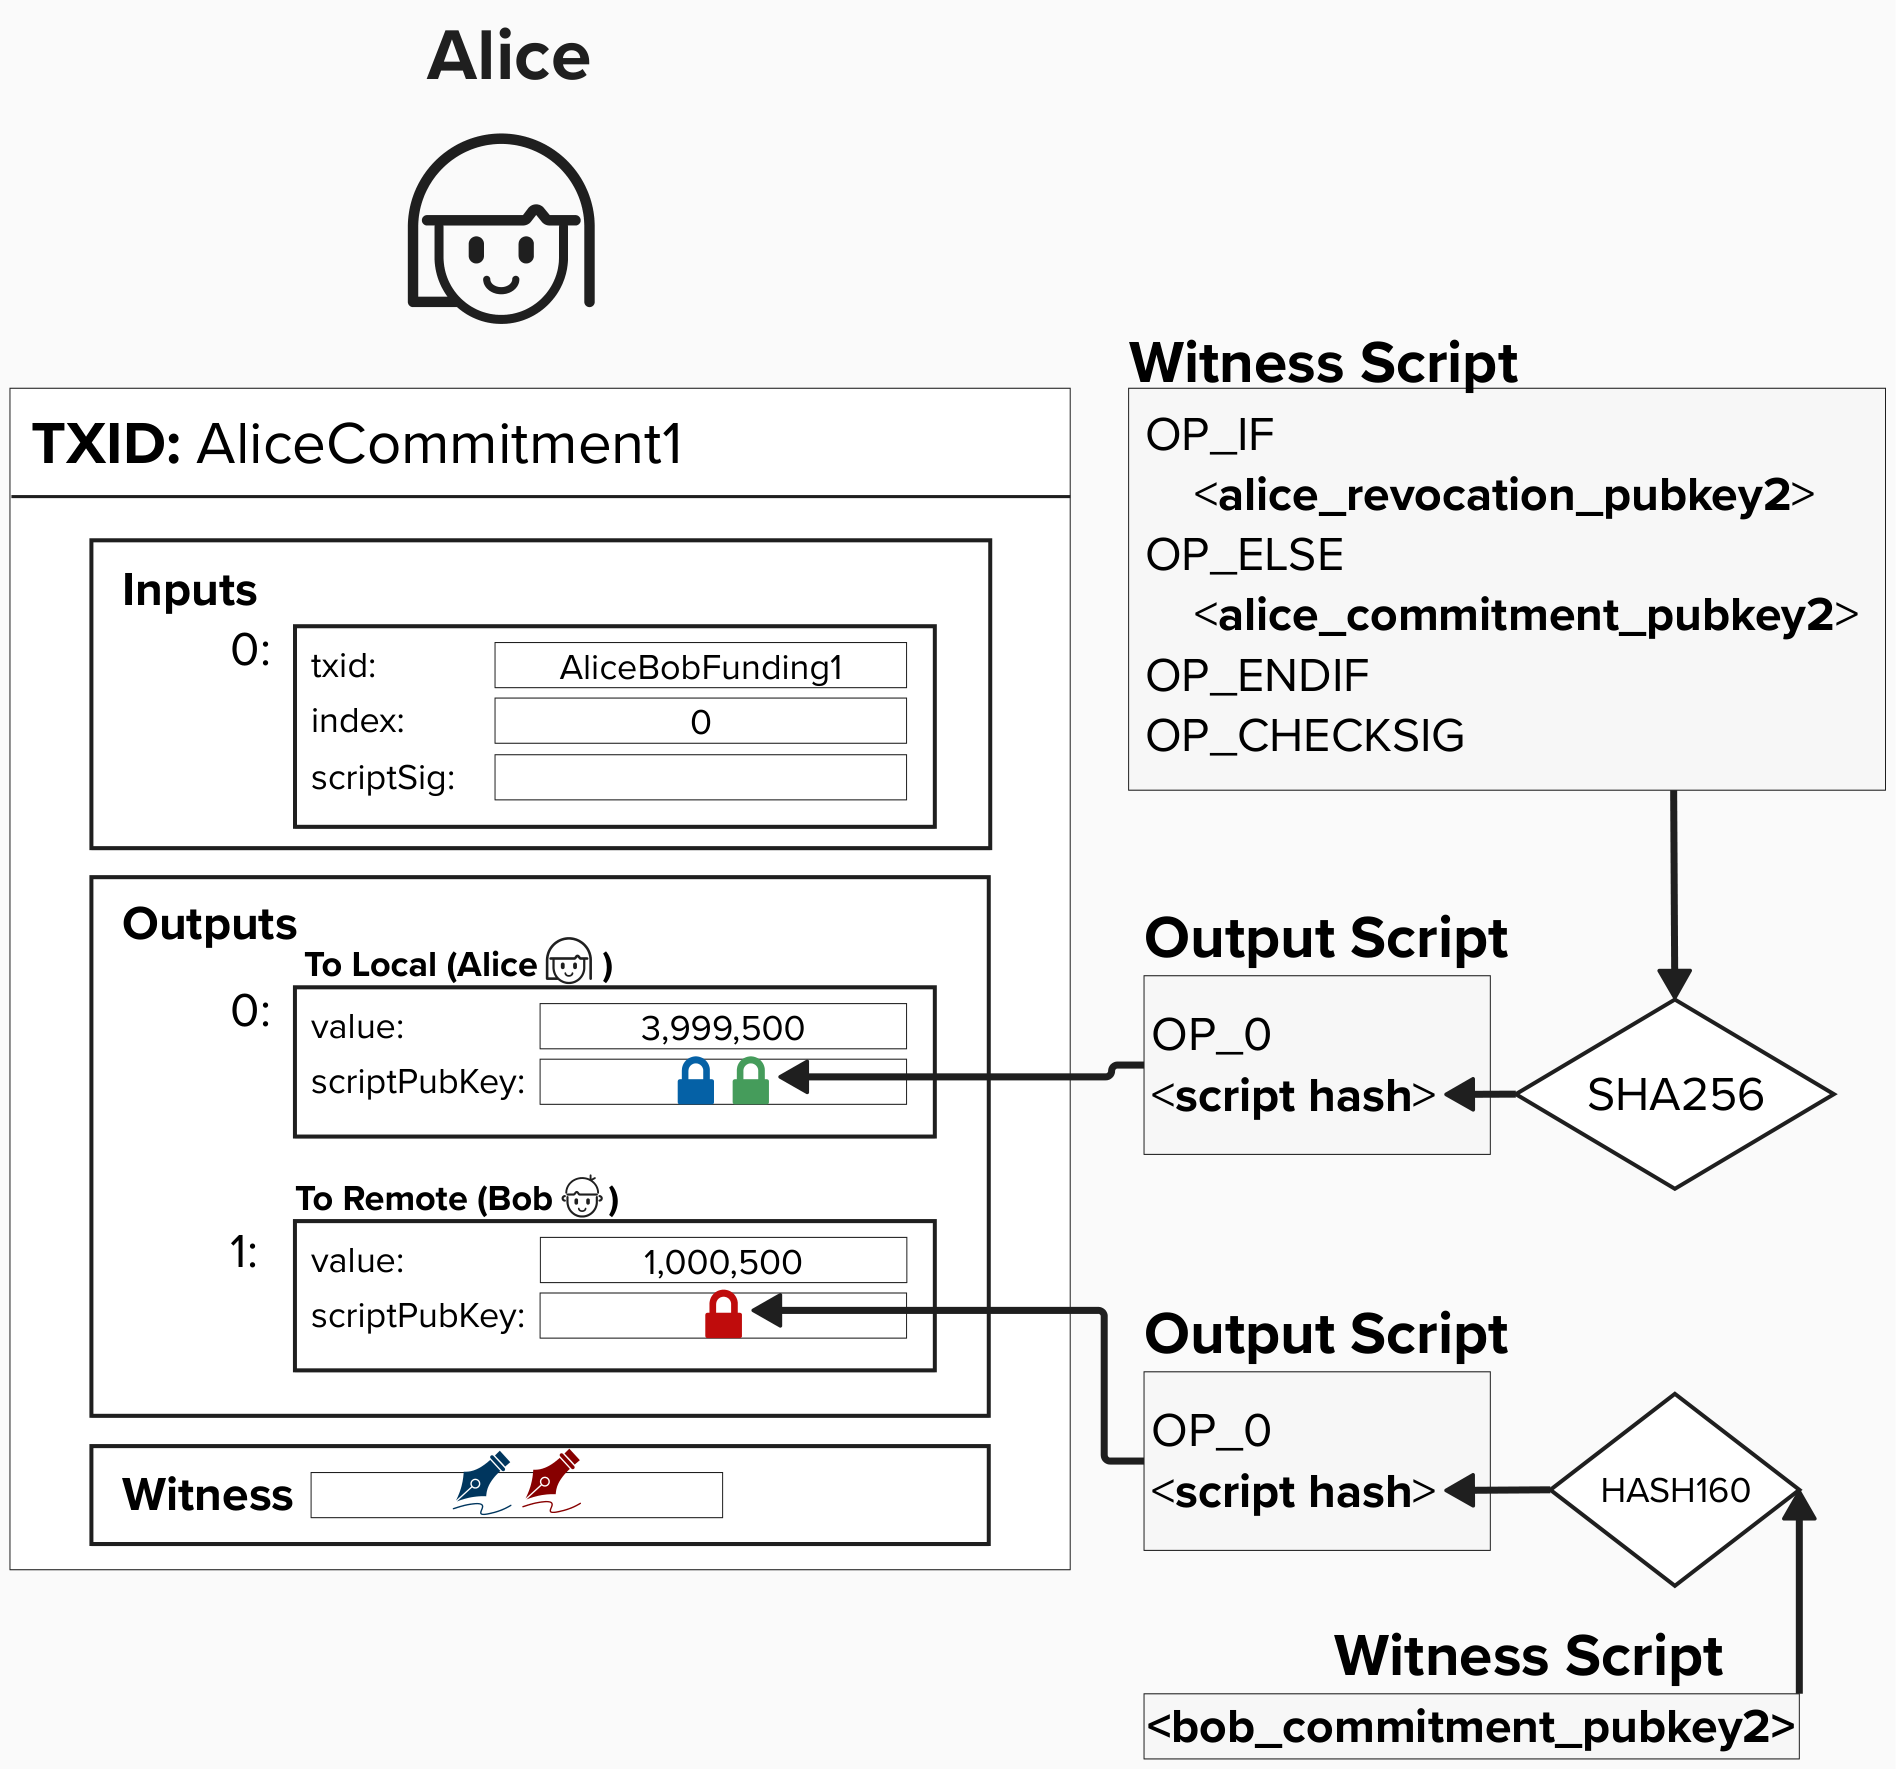 Alice
TXID: AliceCommitment1
Inputs
0:
txid: AliceBobFunding1
index: 0
scriptSig:
Outputs
To Local (Alice )
0:
value: 3,999,500
scriptPubKey:
To Remote (Bob )
1:
value: 1,000,500
scriptPubKey:
Witness
Witness Script
OP_IF
<alice_revocation_pubkey2>
OP_ELSE
<alice_commitment_pubkey2>
OP_ENDIF
OP_CHECKSIG
Output Script
OP_0
<script hash>
SHA256
Output Script
OP_0
<script hash>
HASH160
Witness Script
<bob_commitment_pubkey2>